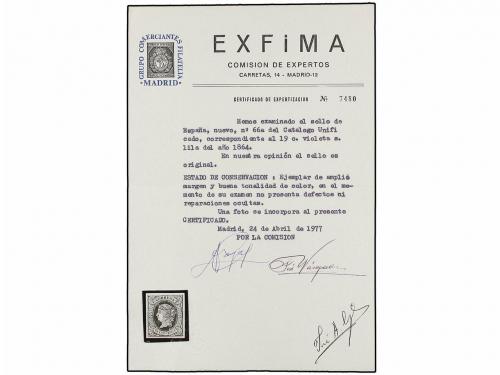 EXFiMA
COMISION DE EXPERTOS
CARRETAS, 14 - MADRID-12
GRUPO COMERCIANTES FILATELIA
MADRID
CERTIFICADO DE EXPERTIZACION № 7480
Hemos examinado el sello de
España, nuevo, nº 66a del Catalogo Unifi
cado, correspondiente al 19 c. violeta s.
lila del año 1864.
En nuestra opinión el sello es
original.
ESTADO DE CONSERVACION : Ejemplar de amplio
margen y buena tonalidad de color, en el mo-
mento de su examen no presenta defectos ni
reparaciones ocultas.
Una foto se incorpora al presente
CERTIFICADO.
Madrid, 24 de Abril de 1977
POR LA COMISION